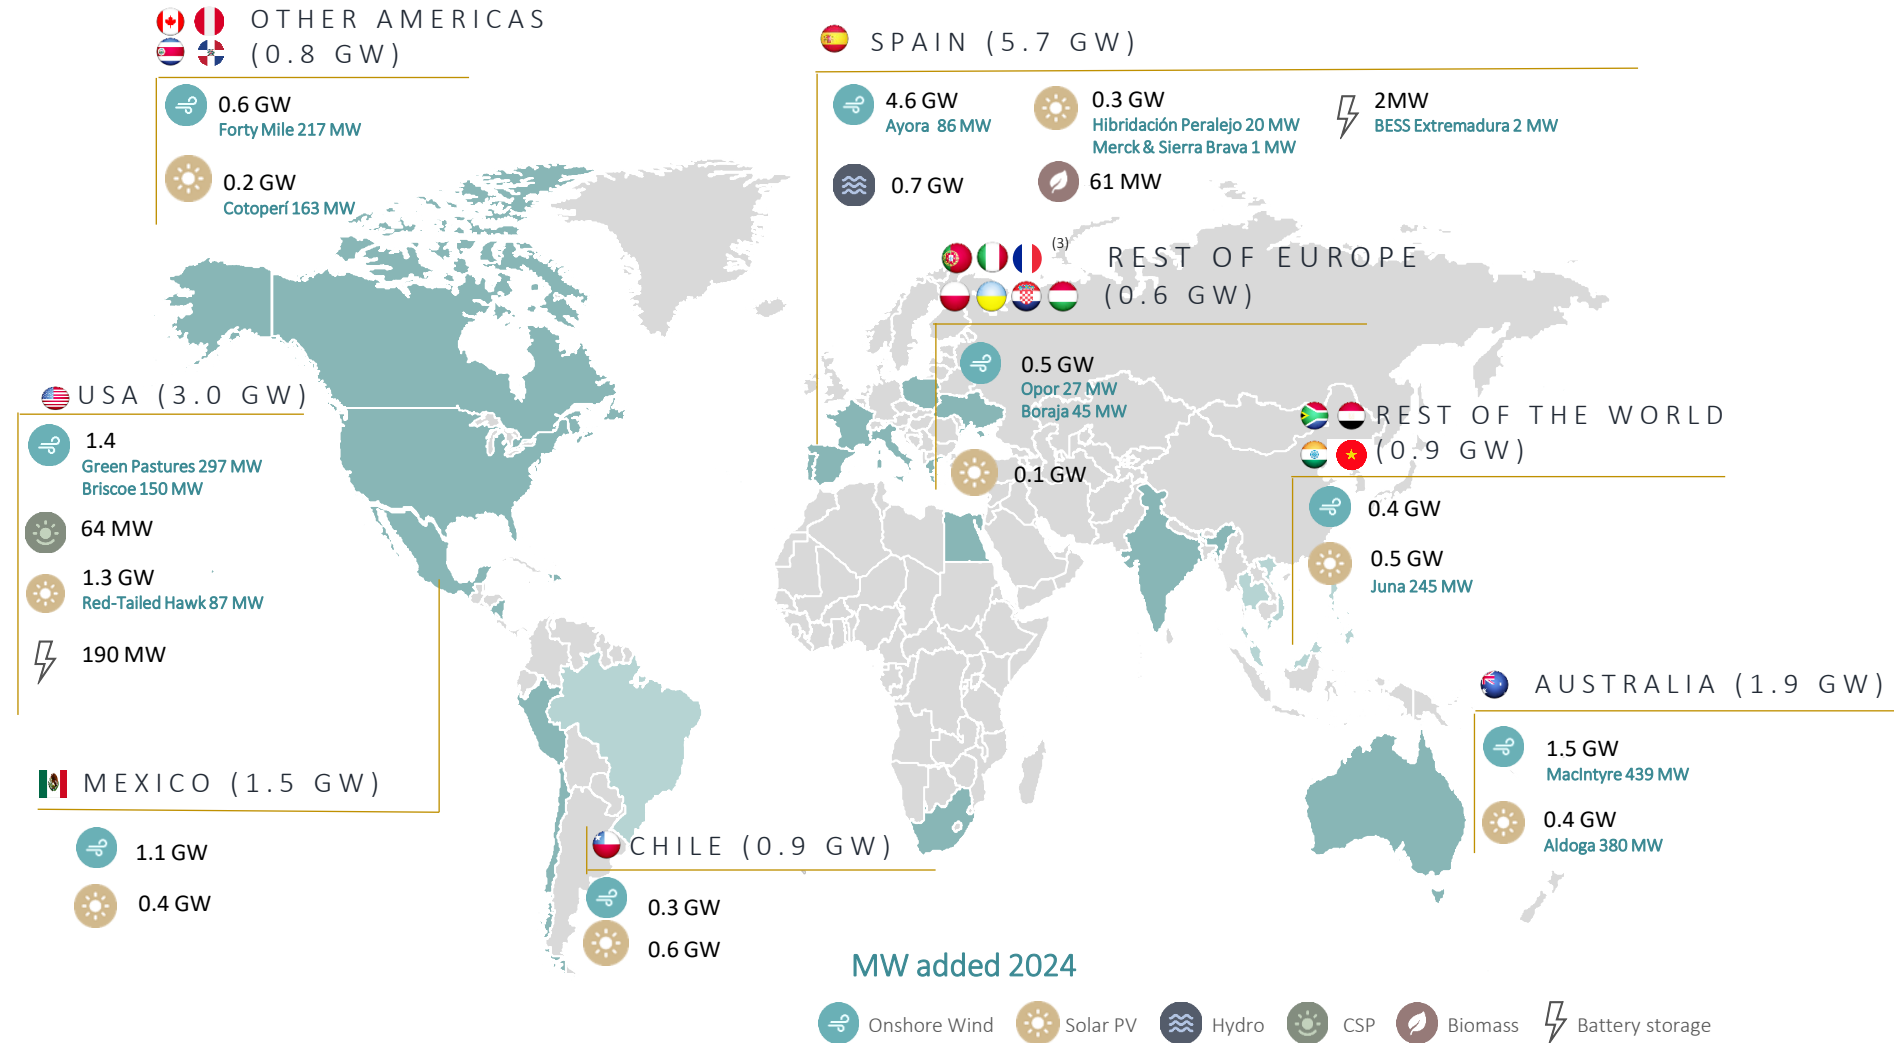 OTHER AMERICAS
(0.8 GW)
0.6 GW
Forty Mile 217 MW
0.2 GW
Cotoperí 163 MW
SPAIN (5.7 GW)
4.6 GW
Ayora 86 MW
0.3 GW
Hibridación Peralejo 20 MW
Merck & Sierra Brava 1 MW
2MW
BESS Extremadura 2 MW
0.7 GW
61 MW
(3)
REST OF EUROPE
(0.6 GW)
0.5 GW
Opor 27 MW
Boraja 45 MW
0.1 GW
USA (3.0 GW)
1.4
Green Pastures 297 MW
Briscoe 150 MW
64 MW
1.3 GW
Red-Tailed Hawk 87 MW
190 MW
REST OF THE WORLD
(0.9 GW)
0.4 GW
0.5 GW
Juna 245 MW
AUSTRALIA (1.9 GW)
1.5 GW
MacIntyre 439 MW
0.4 GW
Aldoga 380 MW
MEXICO (1.5 GW)
1.1 GW
0.4 GW
CHILE (0.9 GW)
0.3 GW
0.6 GW
MW added 2024
Onshore Wind
Solar PV
Hydro
CSP
Biomass
Battery storage